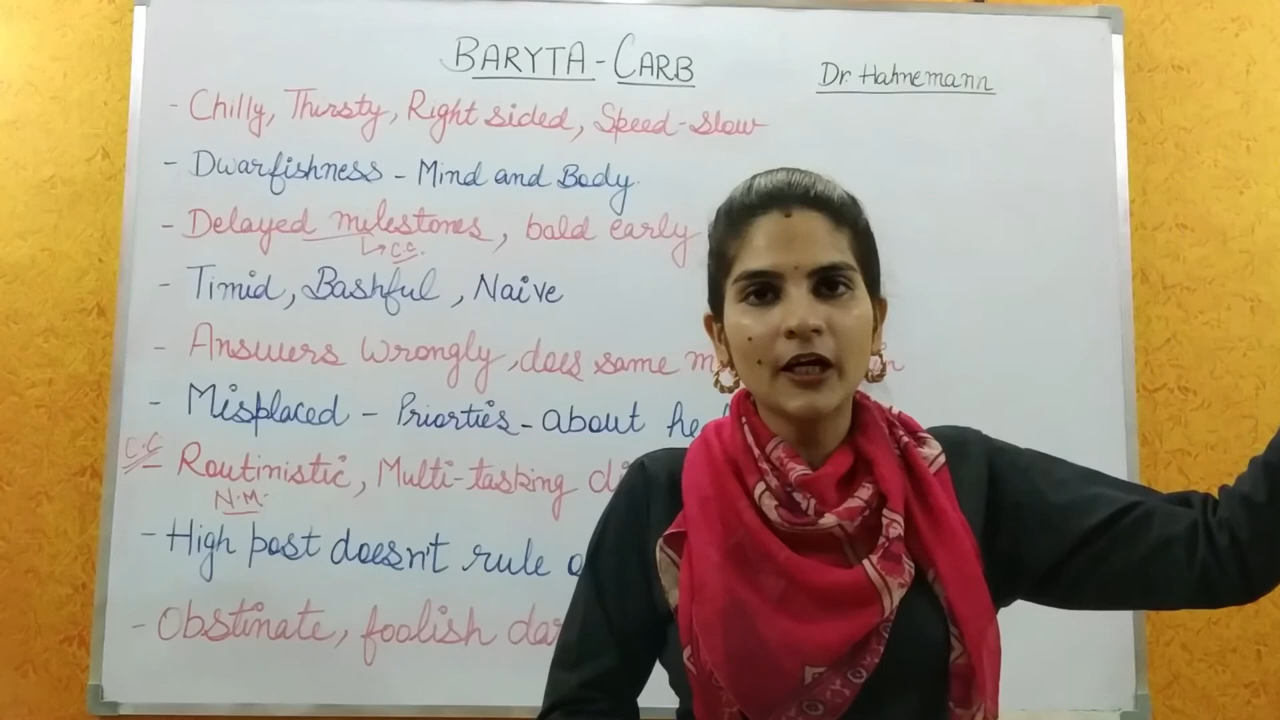 BARYTA - CARB
Dr Hahnemann
- Chilly, Thirsty, Right sided, Speed-slow
- Dwarfishness - Mind and Body.
- Delayed milestones, bald early
↳ C.C.
- Timid, Bashful, Naive
- Answers wrongly, does same
- Misplaced - Priorties - about
C.C
- Routinistic, Multi-tasking
N.M.
- High post doesn't rule
- Obstinate, foolish